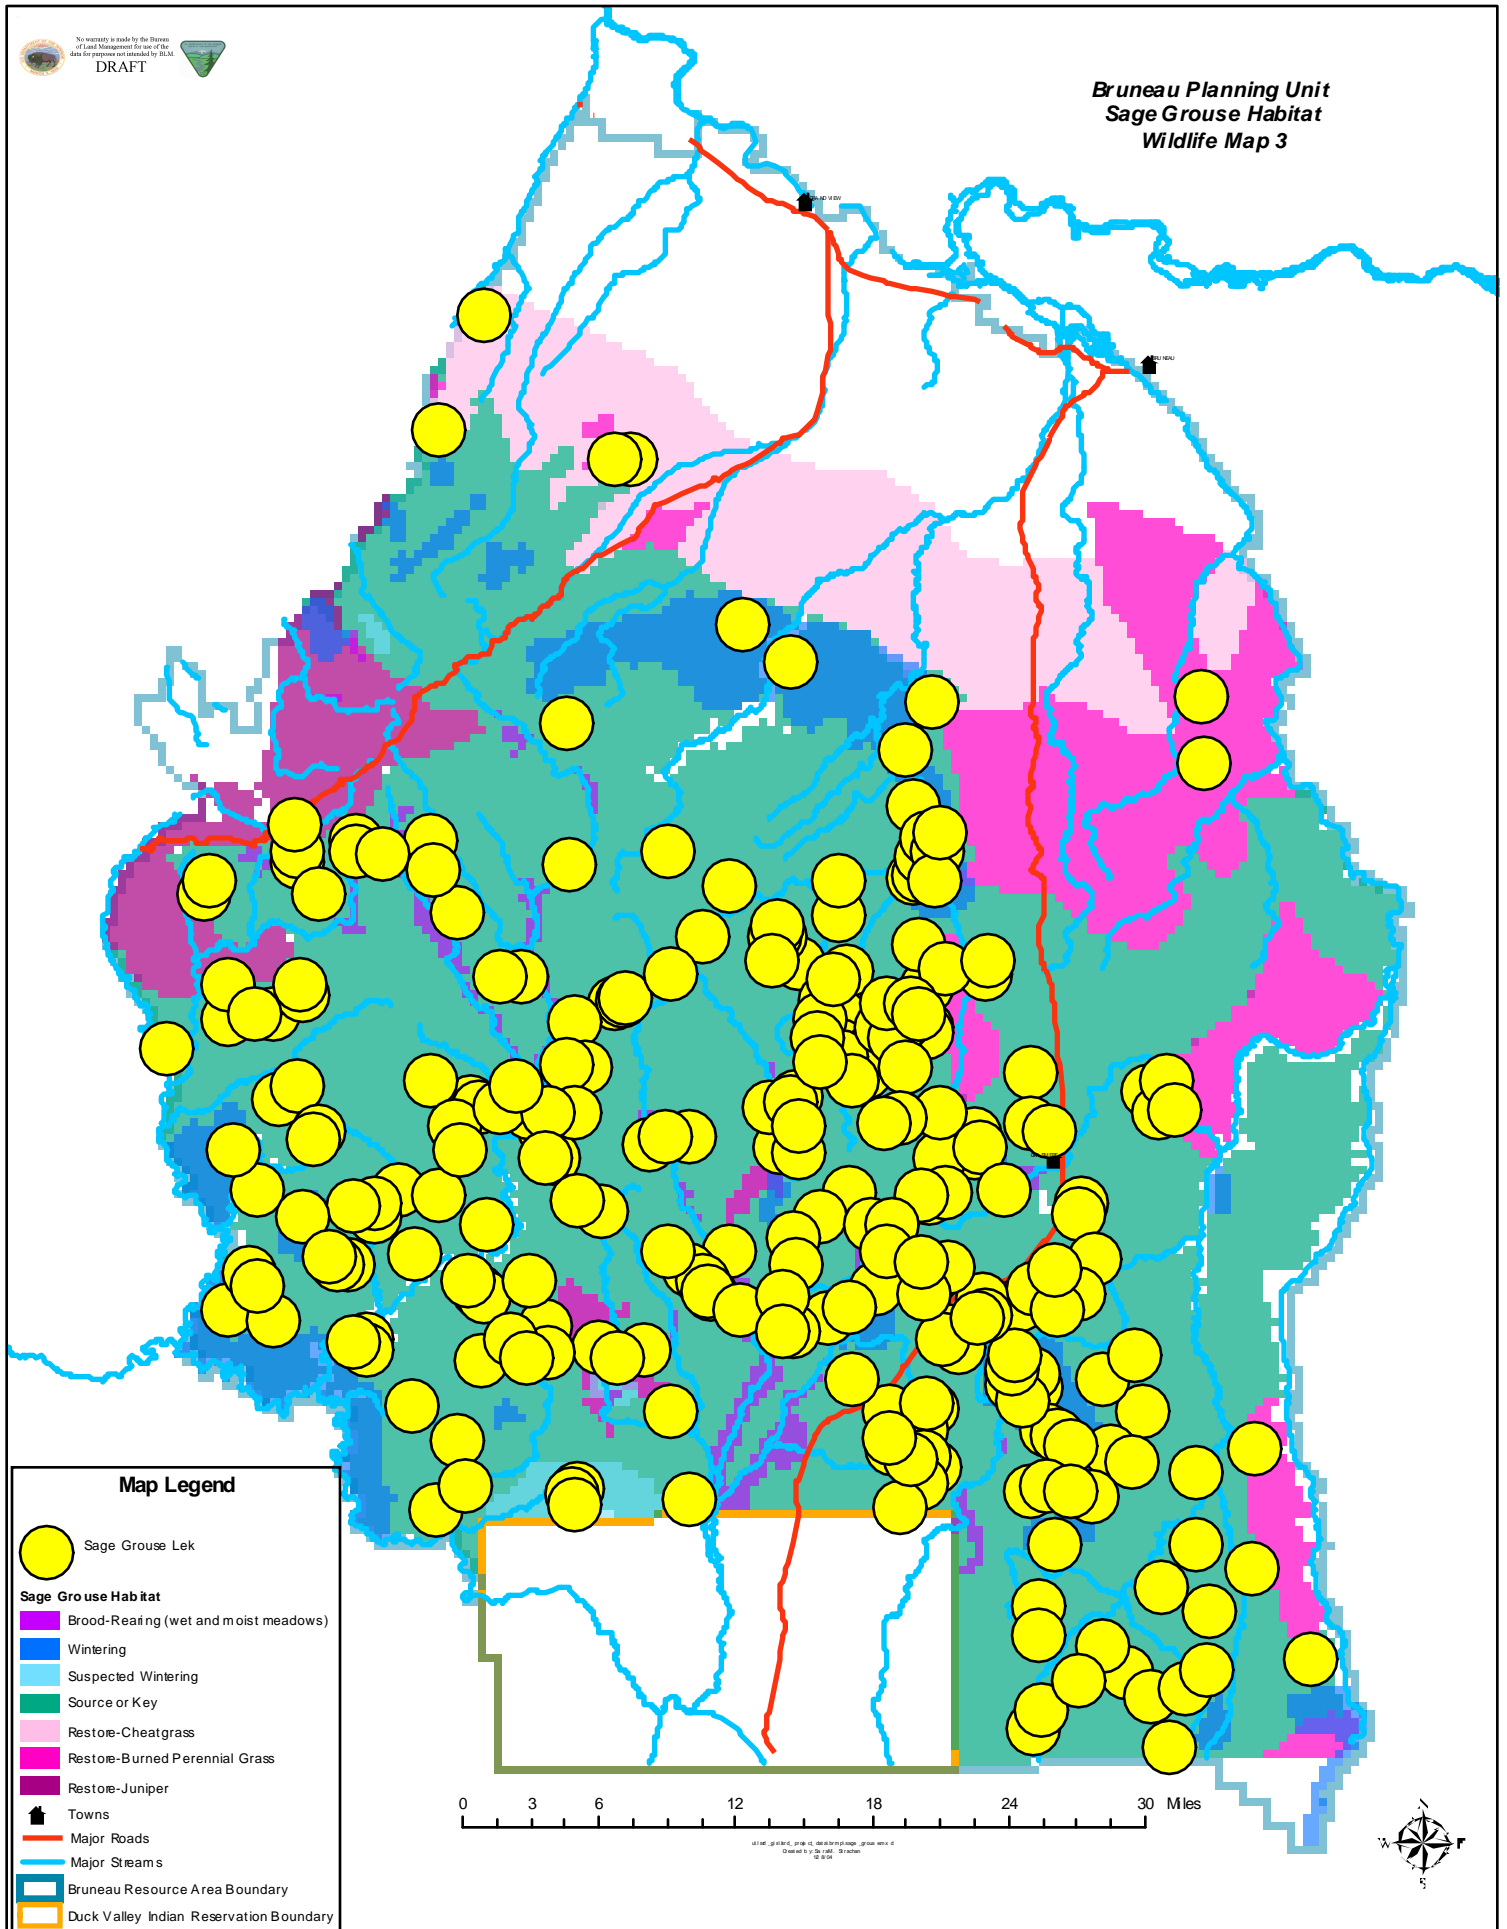 No warranty is made by the Bureau
of Land Management for use of the
data for purposes not intended by BLM.
DRAFT
Bruneau Planning Unit
Sage Grouse Habitat
Wildlife Map 3
Map Legend
Sage Grouse Lek
Sage Grouse Habitat
Brood-Rearing (wet and moist meadows)
Wintering
Suspected Wintering
Source or Key
Restore-Cheatgrass
Restore-Burned Perennial Grass
Restore-Juniper
Towns
Major Roads
Major Streams
Bruneau Resource Area Boundary
Duck Valley Indian Reservation Boundary
0 3 6 12 18 24 30 Miles
N
W
S